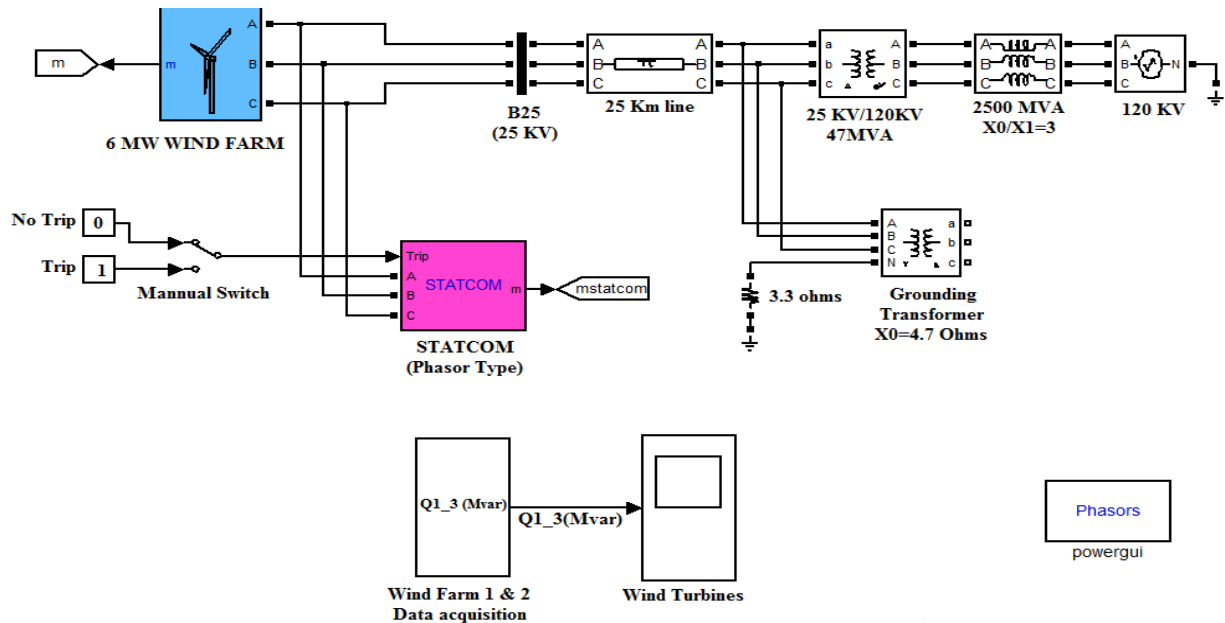 m
m
A
B
C
6 MW WIND FARM
B25
(25 KV)
A
B
C
A
B
C
25 Km line
a
b
c
A
B
C
25 KV/120KV
47MVA
A
B
C
A
B
C
2500 MVA
X0/X1=3
A
B
C
N
120 KV
No Trip
0
Trip
1
Mannual Switch
Trip
A
B
C
STATCOM
m
mstatcom
STATCOM
(Phasor Type)
3.3 ohms
A
B
C
N
a
b
c
Grounding
Transformer
X0=4.7 Ohms
Q1_3 (Mvar)
Q1_3(Mvar)
Wind Farm 1 & 2
Data acquisition
Wind Turbines
Phasors
powergui